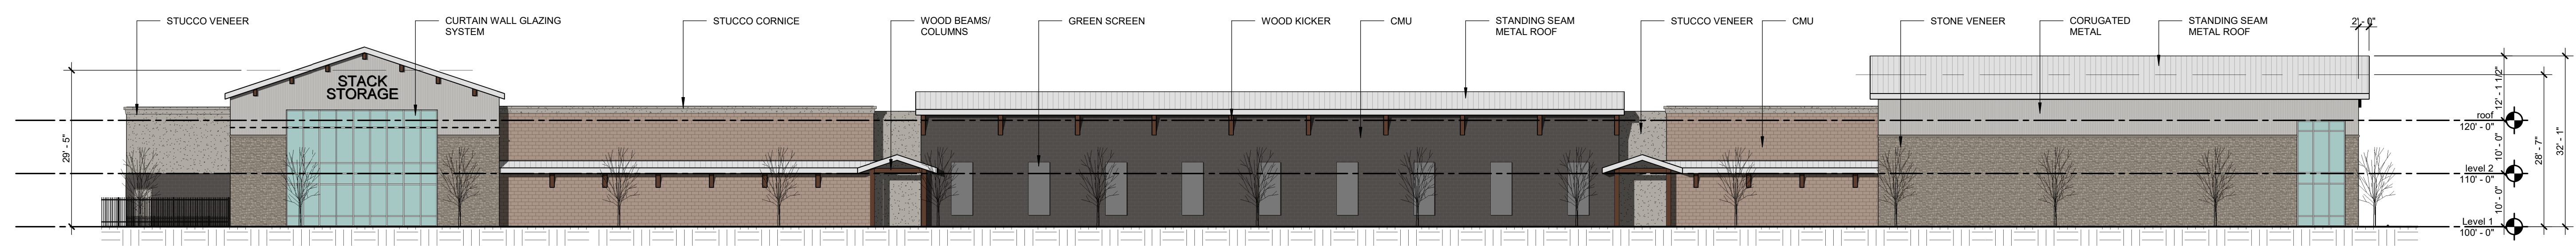 STUCCO VENEER
CURTAIN WALL GLAZING
SYSTEM
STUCCO CORNICE
WOOD BEAMS/
COLUMNS
GREEN SCREEN
WOOD KICKER
CMU
STANDING SEAM
METAL ROOF
STUCCO VENEER
CMU
STONE VENEER
CORUGATED
METAL
STANDING SEAM
METAL ROOF
2' - 0"
STACK
STORAGE
29' - 5"
12' - 1 1/2"
roof
120' - 0"
10' - 0"
level 2
110' - 0"
10' - 0"
Level 1
100' - 0"
28' - 7"
32' - 1"